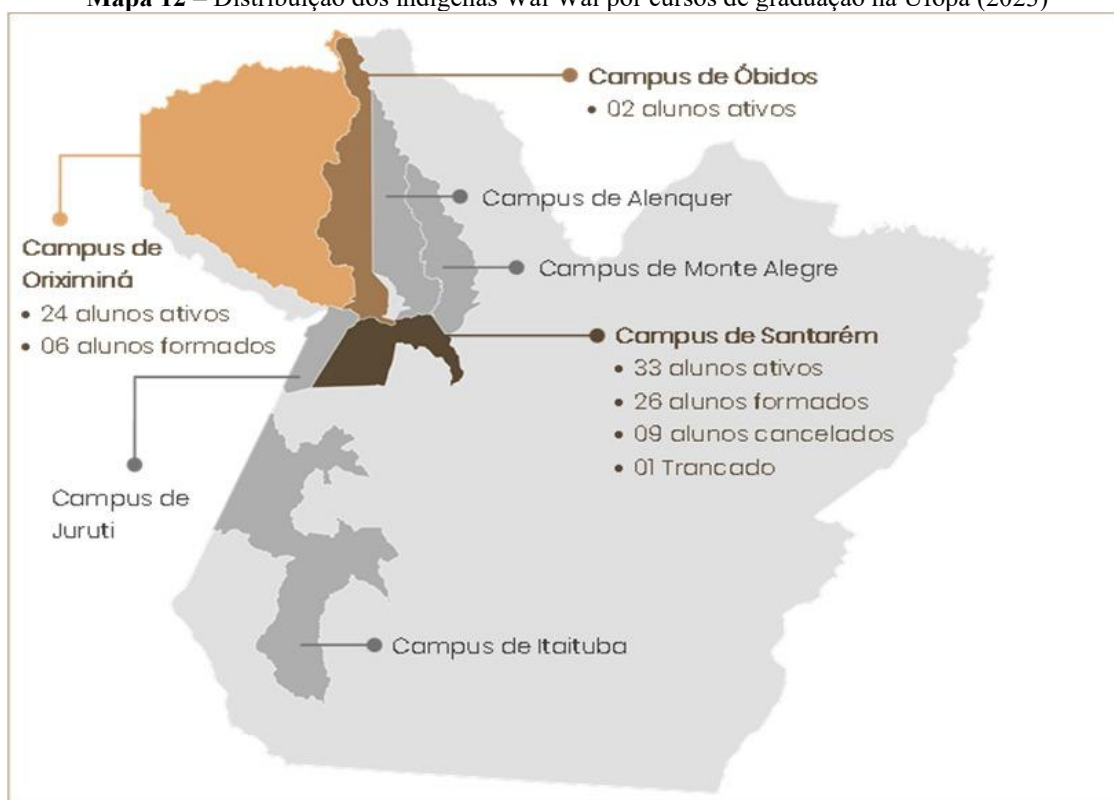 Mapa 12 – Distribuição dos indígenas Wai Wai por cursos de graduação na Ufopa (2023)
Campus de Óbidos
• 02 alunos ativos
Campus de Alenquer
Campus de
Oriximiná
• 24 alunos ativos
• 06 alunos formados
Campus de Monte Alegre
Campus de Santarém
• 33 alunos ativos
• 26 alunos formados
• 09 alunos cancelados
• 01 Trancado
Campus de
Juruti
Campus de Itaituba